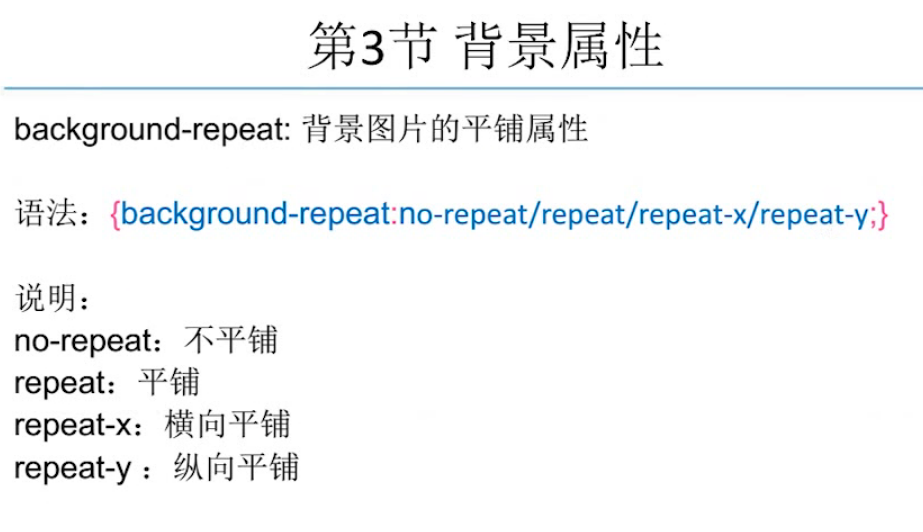 第3节 背景属性
background-repeat: 背景图片的平铺属性
语法：{background-repeat:no-repeat/repeat/repeat-x/repeat-y;}
说明：
no-repeat：不平铺
repeat：平铺
repeat-x：横向平铺
repeat-y ：纵向平铺